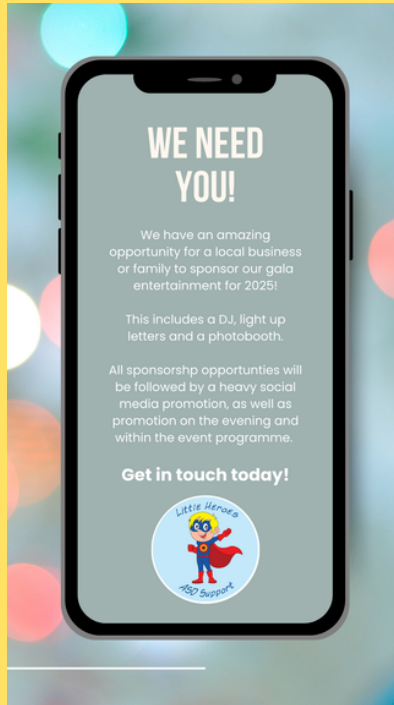 WE NEED
YOU!
We have an amazing
opportunity for a local business
or family to sponsor our gala
entertainment for 2025!
This includes a DJ, light up
letters and a photobooth.
All sponsorshp opportunties will
be followed by a heavy social
media promotion, as well as
promotion on the evening and
within the event programme.
Get in touch today!
Little Heroes
ASD Support